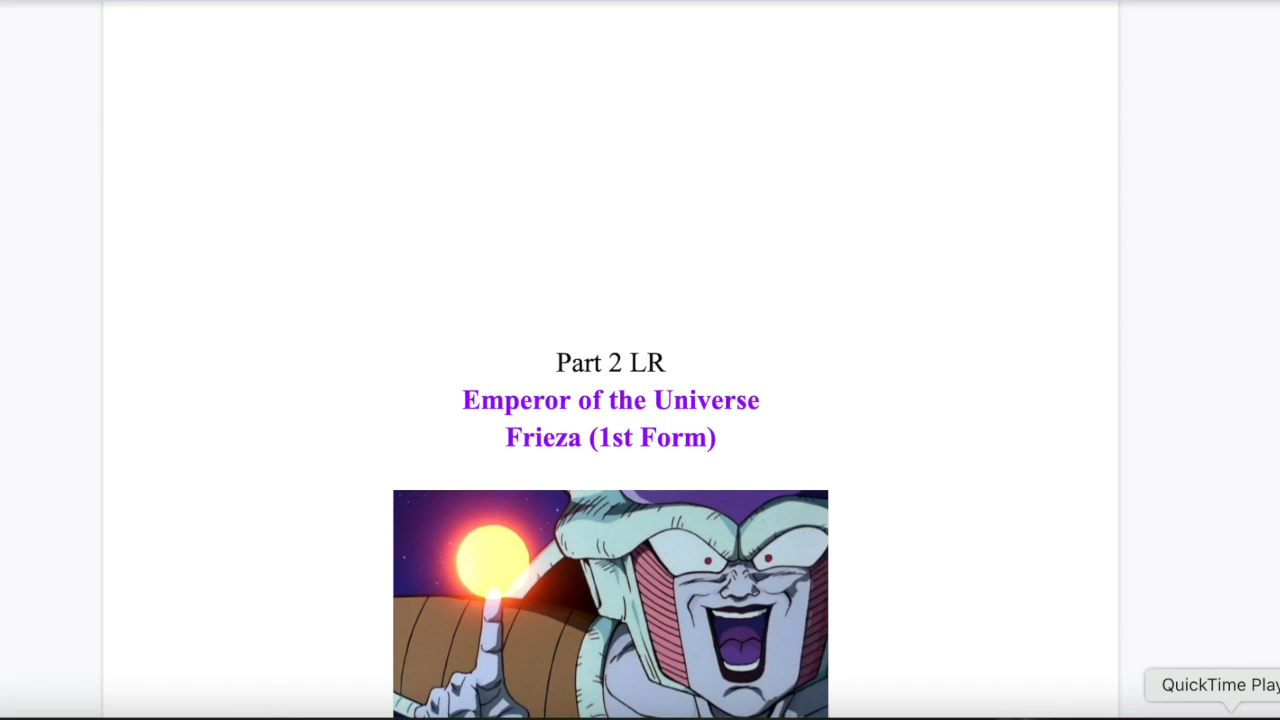 Part 2 LR
Emperor of the Universe
Frieza (1st Form)
QuickTime Play